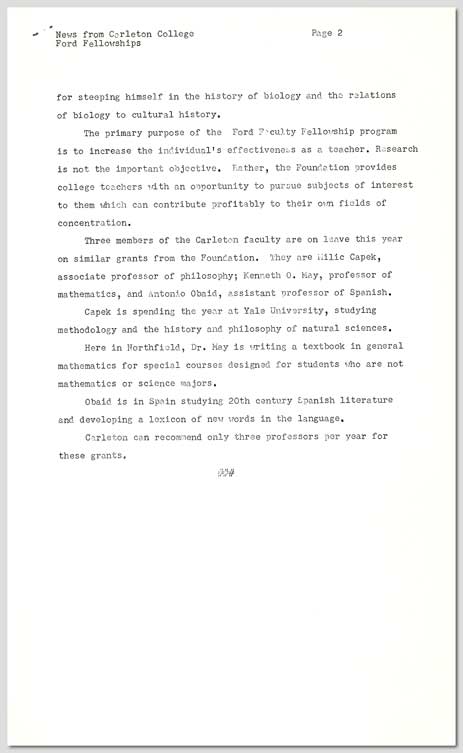 News from Carleton College Page 2
Ford Fellowships
for steeping himself in the history of biology and the relations
of biology to cultural history.
The primary purpose of the Ford Faculty Fellowship program
is to increase the individual's effectiveness as a teacher. Research
is not the important objective. Rather, the Foundation provides
college teachers with an opportunity to pursue subjects of interest
to them which can contribute profitably to their own fields of
concentration.
Three members of the Carleton faculty are on leave this year
on similar grants from the Foundation. They are Milic Capek,
associate professor of philosophy; Kenneth O. May, professor of
mathematics, and Antonio Obaid, assistant professor of Spanish.
Capek is spending the year at Yale University, studying
methodology and the history and philosophy of natural sciences.
Here in Northfield, Dr. May is writing a textbook in general
mathematics for special courses designed for students who are not
mathematics or science majors.
Obaid is in Spain studying 20th century Spanish literature
and developing a lexicon of new words in the language.
Carleton can recommend only three professors per year for
these grants.